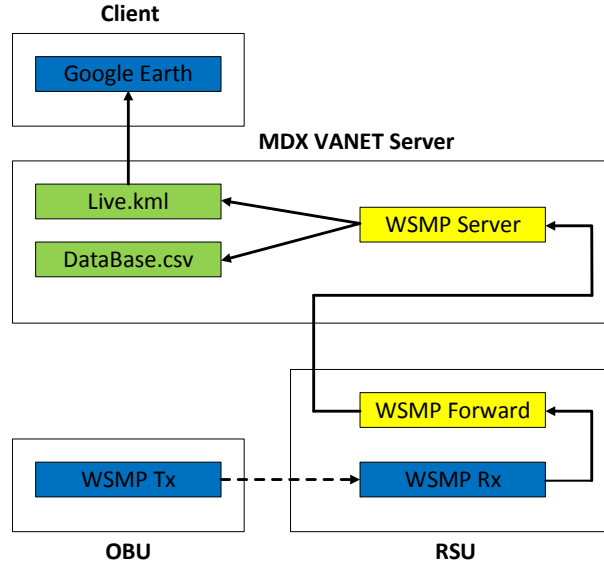 Client
Google Earth
MDX VANET Server
Live.kml
WSMP Server
DataBase.csv
WSMP Forward
WSMP Tx
WSMP Rx
OBU
RSU